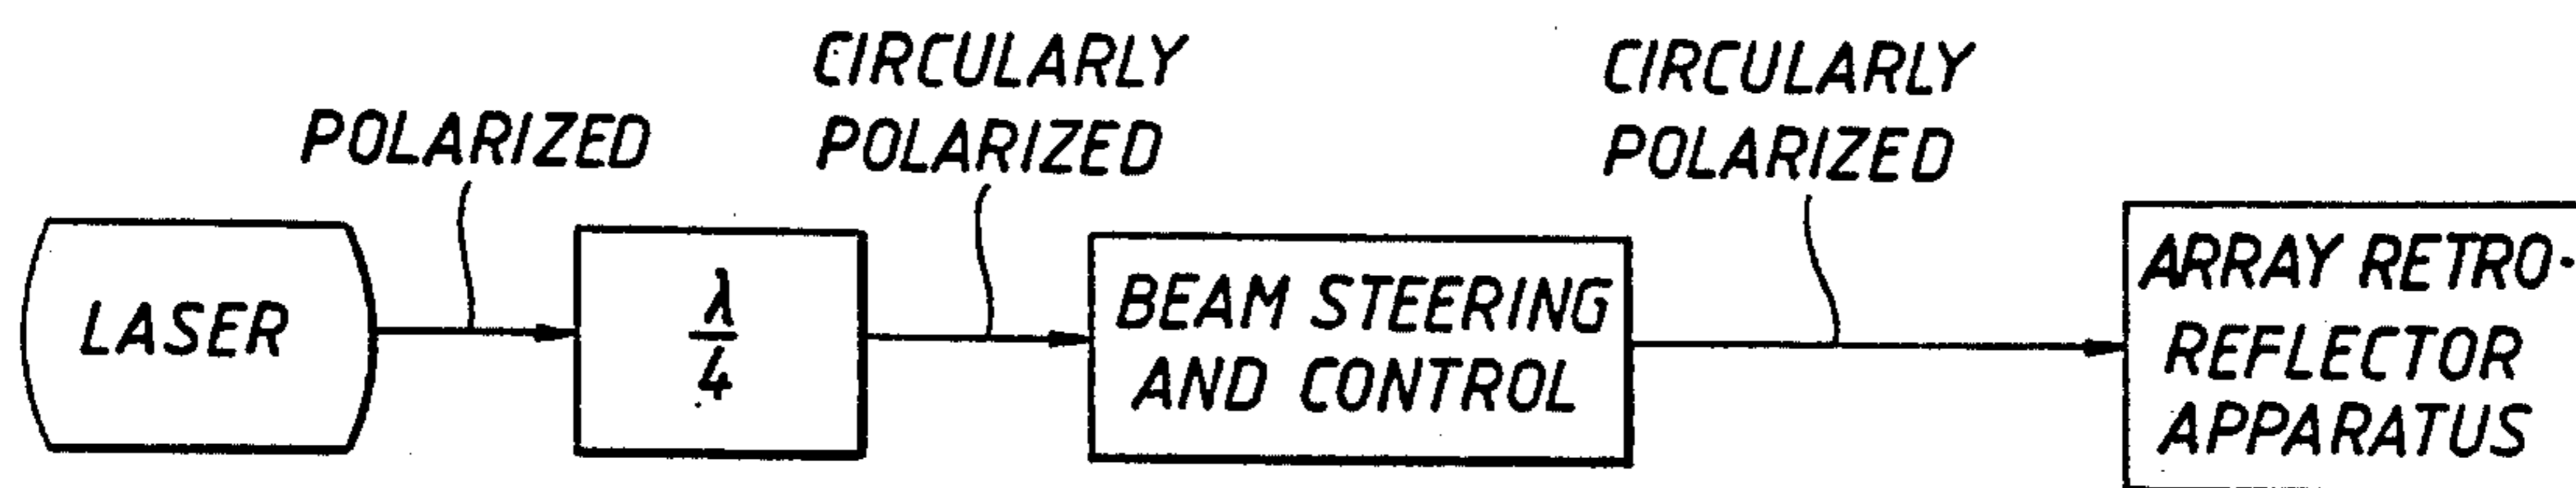 POLARIZED
CIRCULARLY
POLARIZED
CIRCULARLY
POLARIZED
LASER
λ
4
BEAM STEERING
AND CONTROL
ARRAY RETRO-
REFLECTOR
APPARATUS